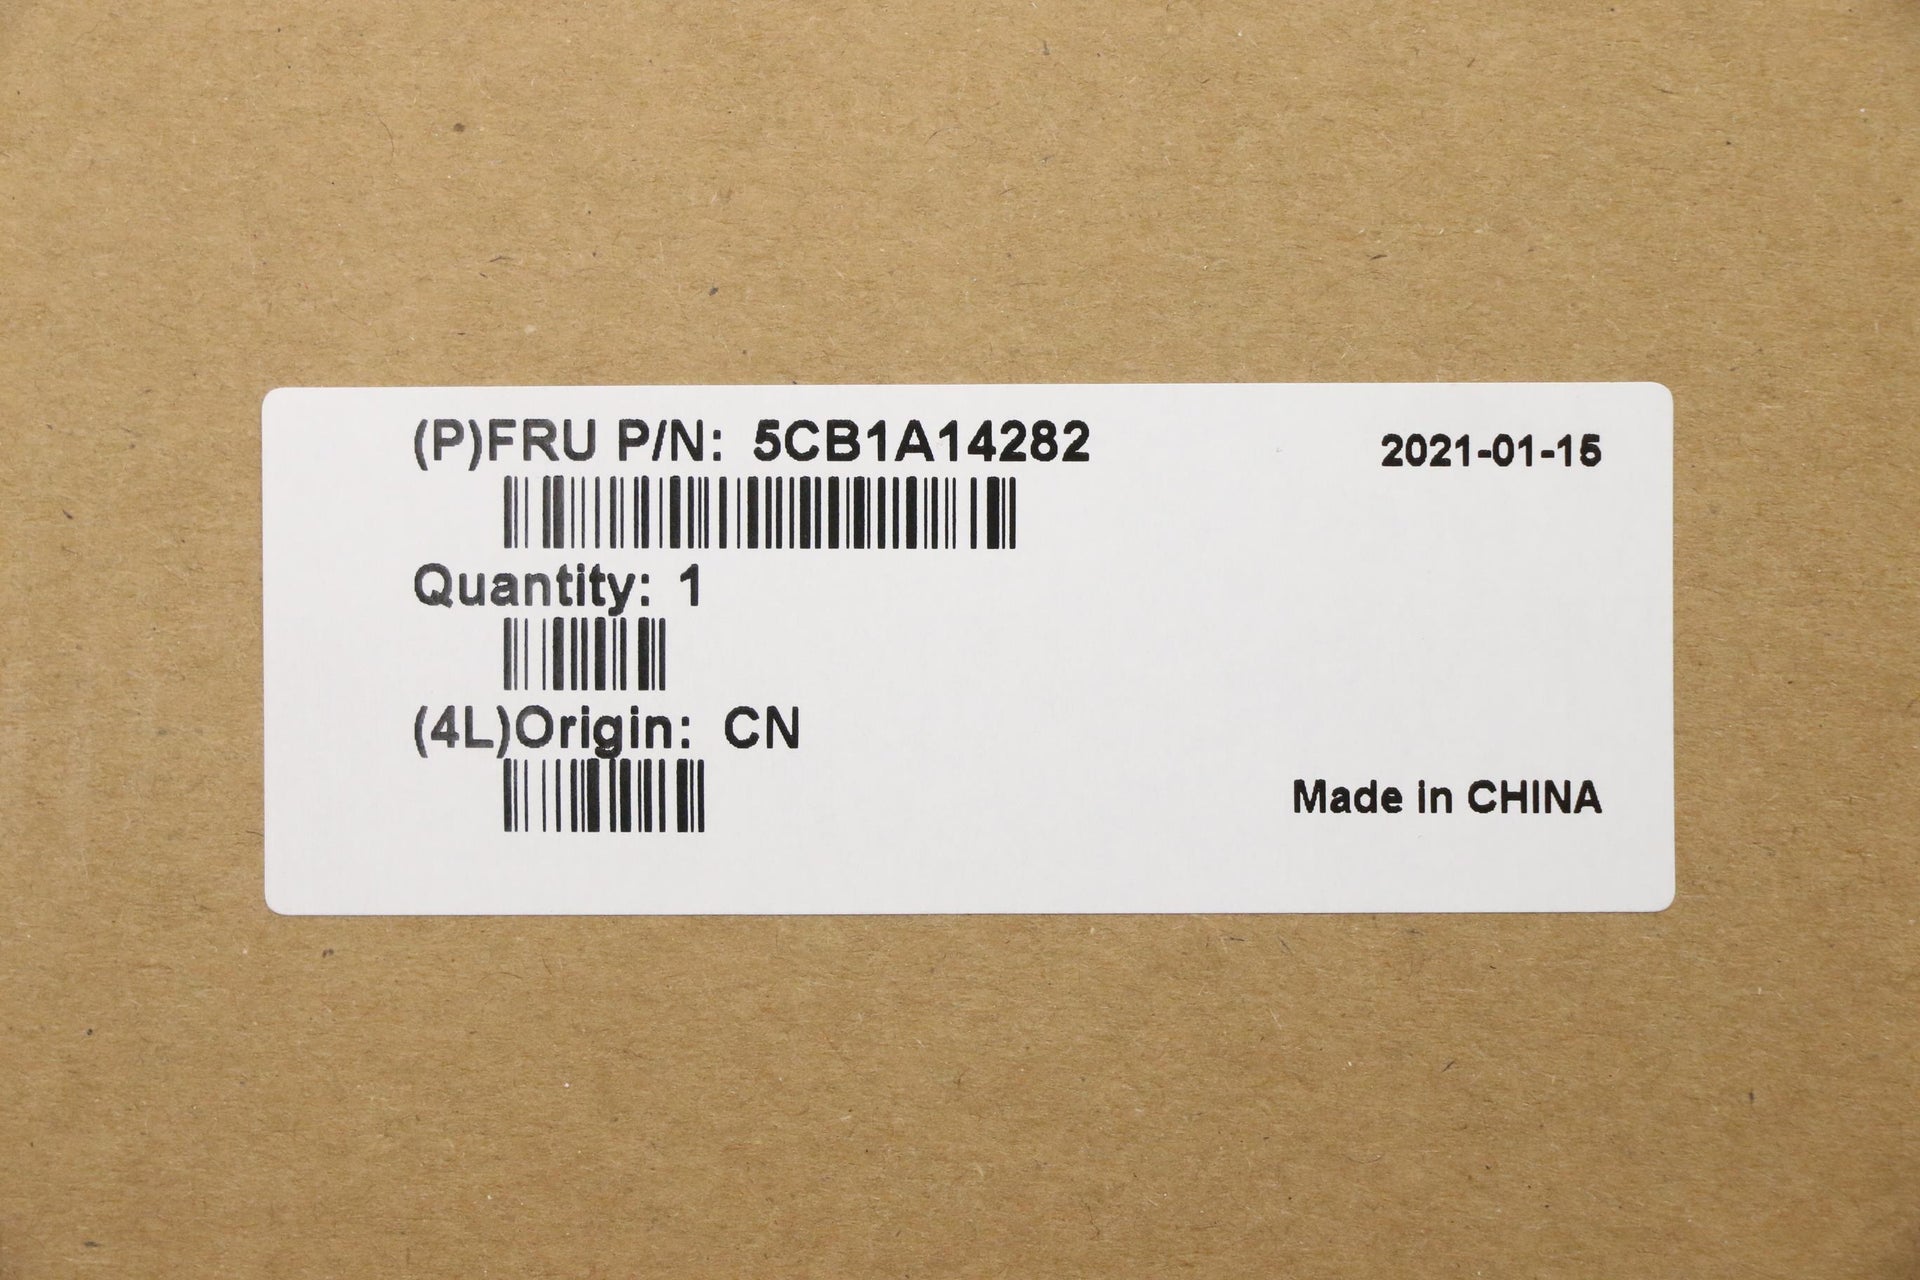 (P)FRU P/N: 5CB1A14282
2021-01-15
Quantity: 1
(4L)Origin: CN
Made in CHINA